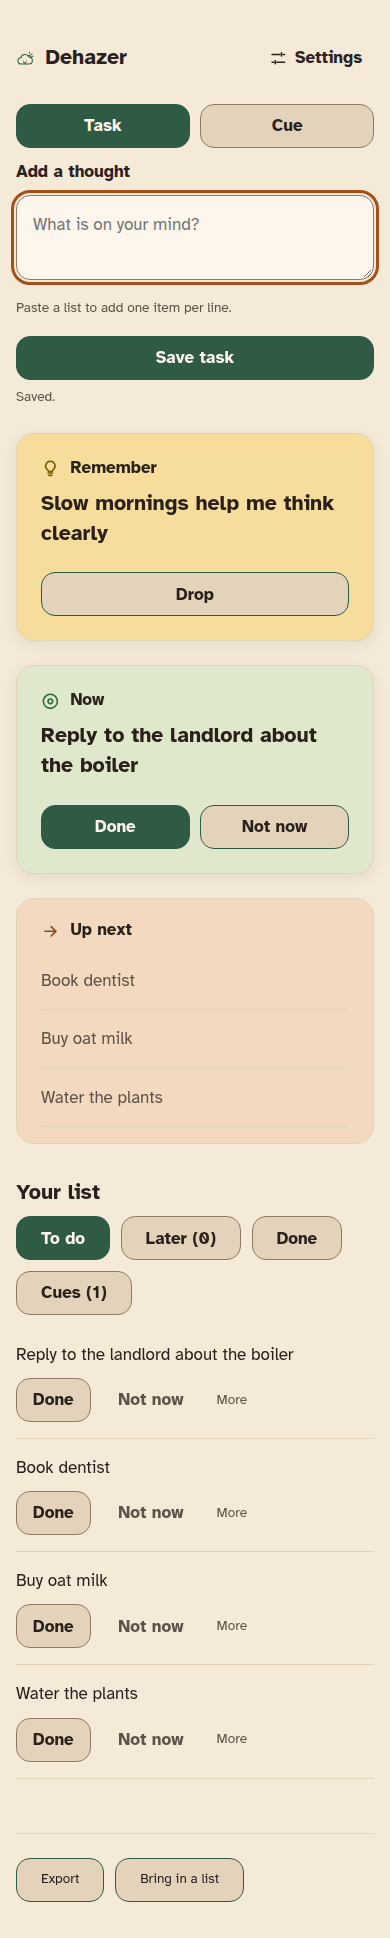 Dehazer
Settings
Task
Cue
Add a thought
What is on your mind?
Paste a list to add one item per line.
Save task
Saved.
Remember
Slow mornings help me think
clearly
Drop
Now
Reply to the landlord about
the boiler
Done
Not now
Up next
Book dentist
Buy oat milk
Water the plants
Your list
To do
Later (0)
Done
Cues (1)
Reply to the landlord about the boiler
Done
Not now
More
Book dentist
Done
Not now
More
Buy oat milk
Done
Not now
More
Water the plants
Done
Not now
More
Export
Bring in a list